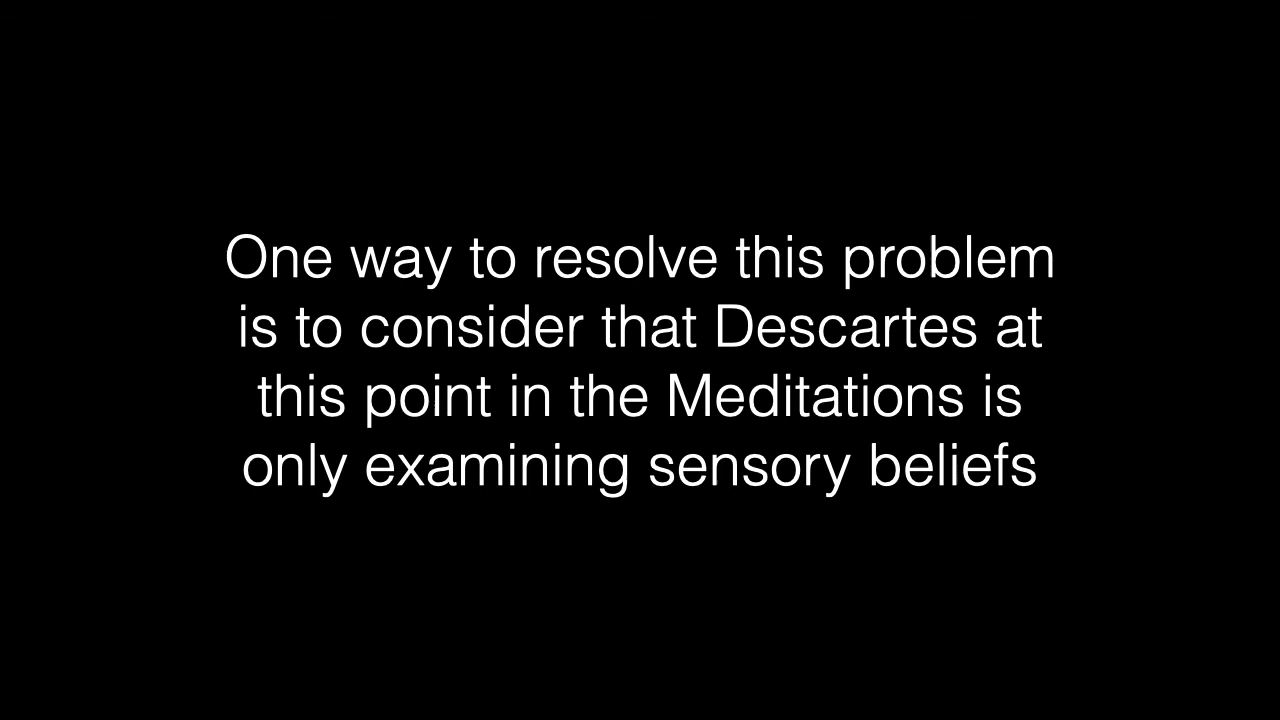 One way to resolve this problem
is to consider that Descartes at
this point in the Meditations is
only examining sensory beliefs